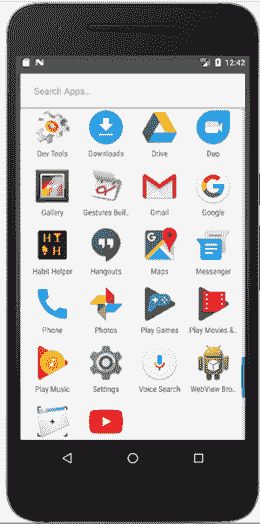 12:42
Search Apps...
Dev Tools Downloads Drive Duo
Gallery Gestures Buil.. Gmail Google
Habit Helper Hangouts Maps Messenger
Phone Photos Play Games Play Movies &..
Play Music Settings Voice Search WebView Bro..